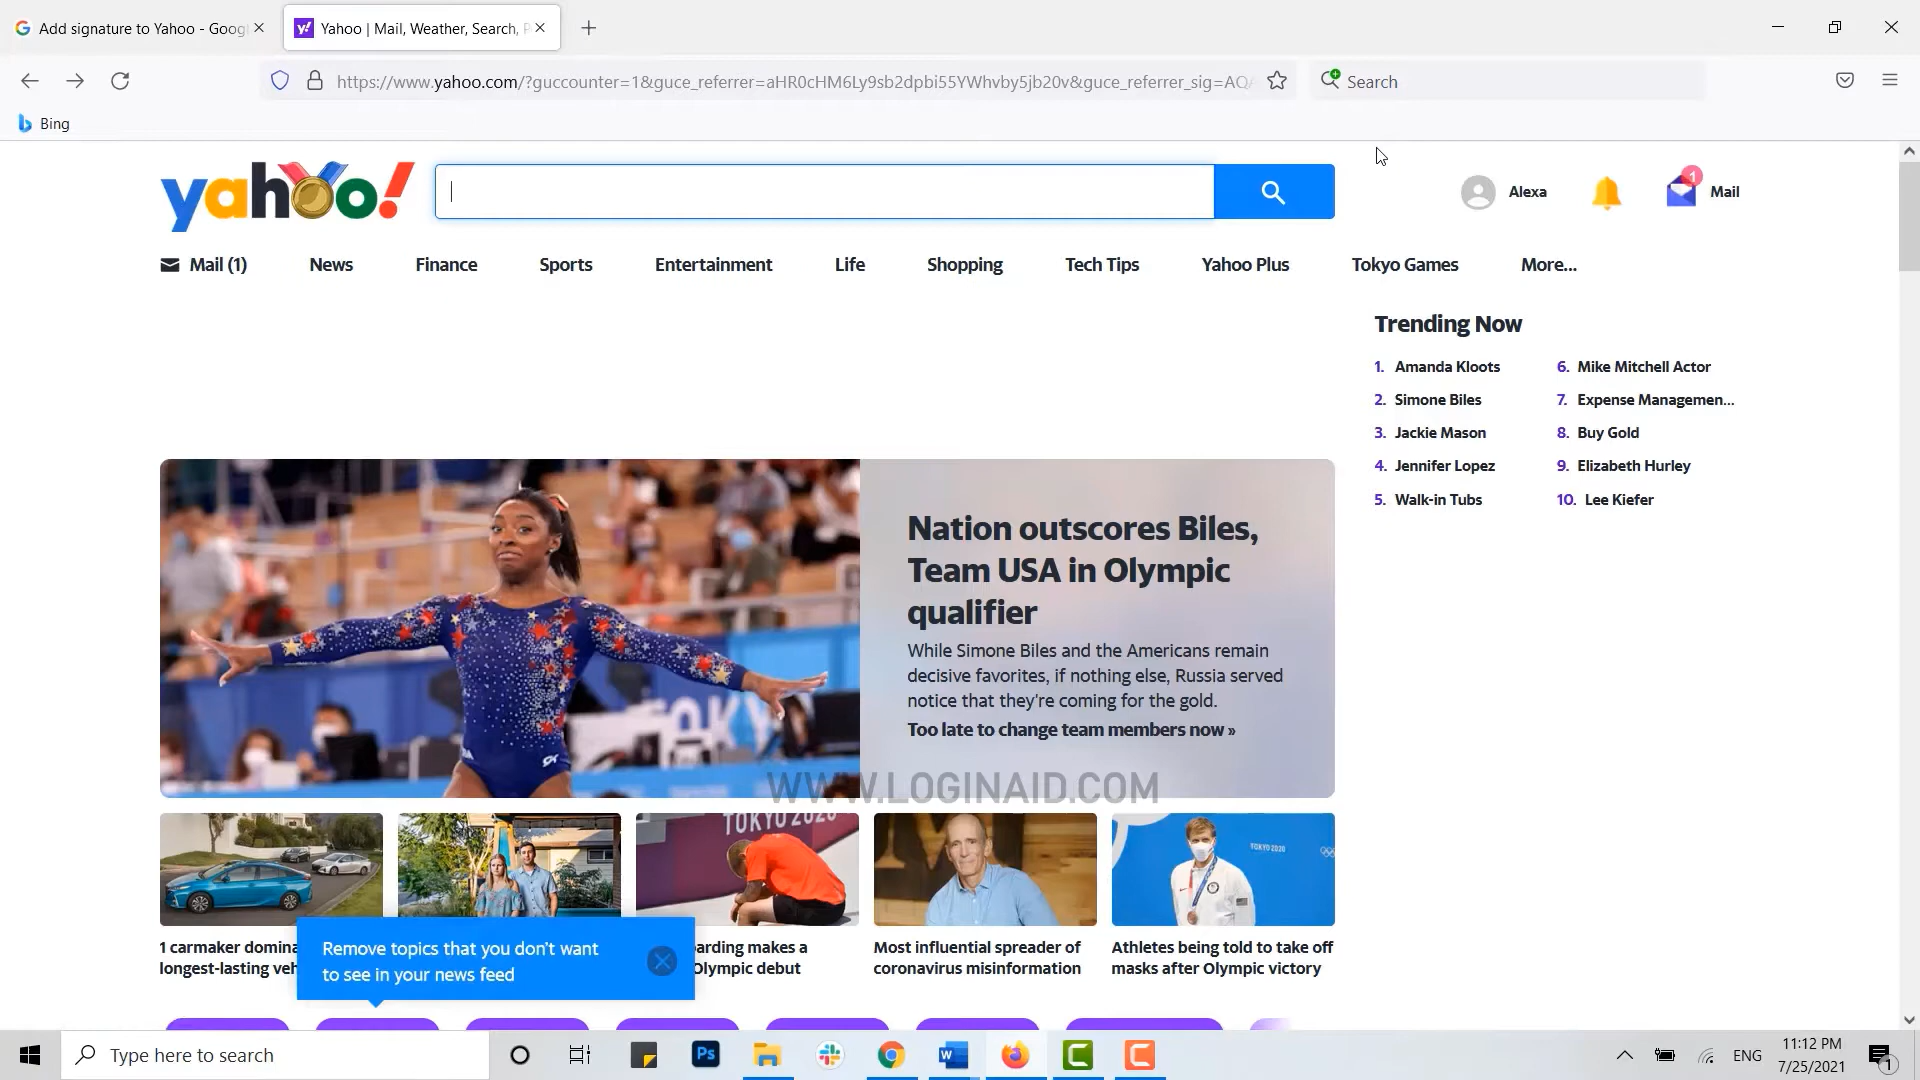 Add signature to Yahoo - Goog
Yahoo | Mail, Weather, Search, P
https://www.yahoo.com/?guccounter=1&guce_referrer=aHR0cHM6Ly9sb2dpbi55YWhvby5jb20v&guce_referrer_sig=AQA
Search
Bing
yahoo!
Alexa
1
Mail
Mail (1)
News
Finance
Sports
Entertainment
Life
Shopping
Tech Tips
Yahoo Plus
Tokyo Games
More...
Trending Now
1. Amanda Kloots
2. Simone Biles
3. Jackie Mason
4. Jennifer Lopez
5. Walk-in Tubs
6. Mike Mitchell Actor
7. Expense Managemen...
8. Buy Gold
9. Elizabeth Hurley
10. Lee Kiefer
Nation outscores Biles,
Team USA in Olympic
qualifier
While Simone Biles and the Americans remain
decisive favorites, if nothing else, Russia served
notice that they're coming for the gold.
Too late to change team members now »
WWW.LOGINAID.COM
TOKYO 2020
TOKYO 2020
1 carmaker domina
longest-lasting veh
arding makes a
Olympic debut
Most influential spreader of
coronavirus misinformation
Athletes being told to take off
masks after Olympic victory
Remove topics that you don't want
to see in your news feed
Type here to search
Ps
ENG
11:12 PM
7/25/2021
1